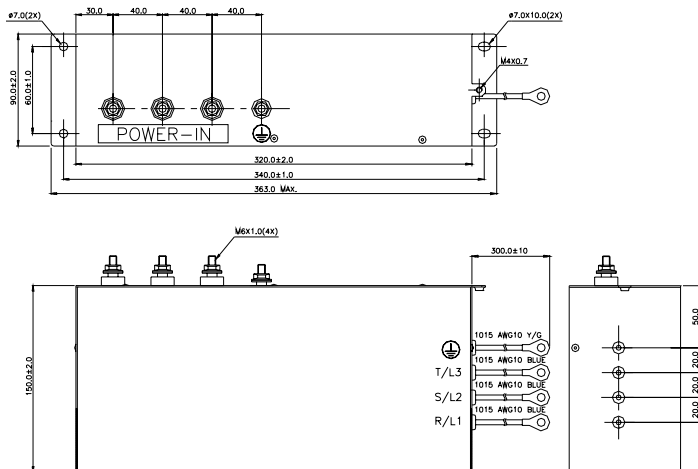 ø7.0(2X)
30.0
40.0
40.0
40.0
ø7.0X10.0(2X)
M4X0.7
90.0±2.0
60.0±1.0
POWER-IN
320.0±2.0
340.0±1.0
363.0 MAX.
M6X1.0(4X)
300.0±10
150.0±2.0
1015 AWG10 Y/G
1015 AWG10 BLUE
T/L3
1015 AWG10 BLUE
S/L2
1015 AWG10 BLUE
R/L1
50.0
20.0
20.0
20.0